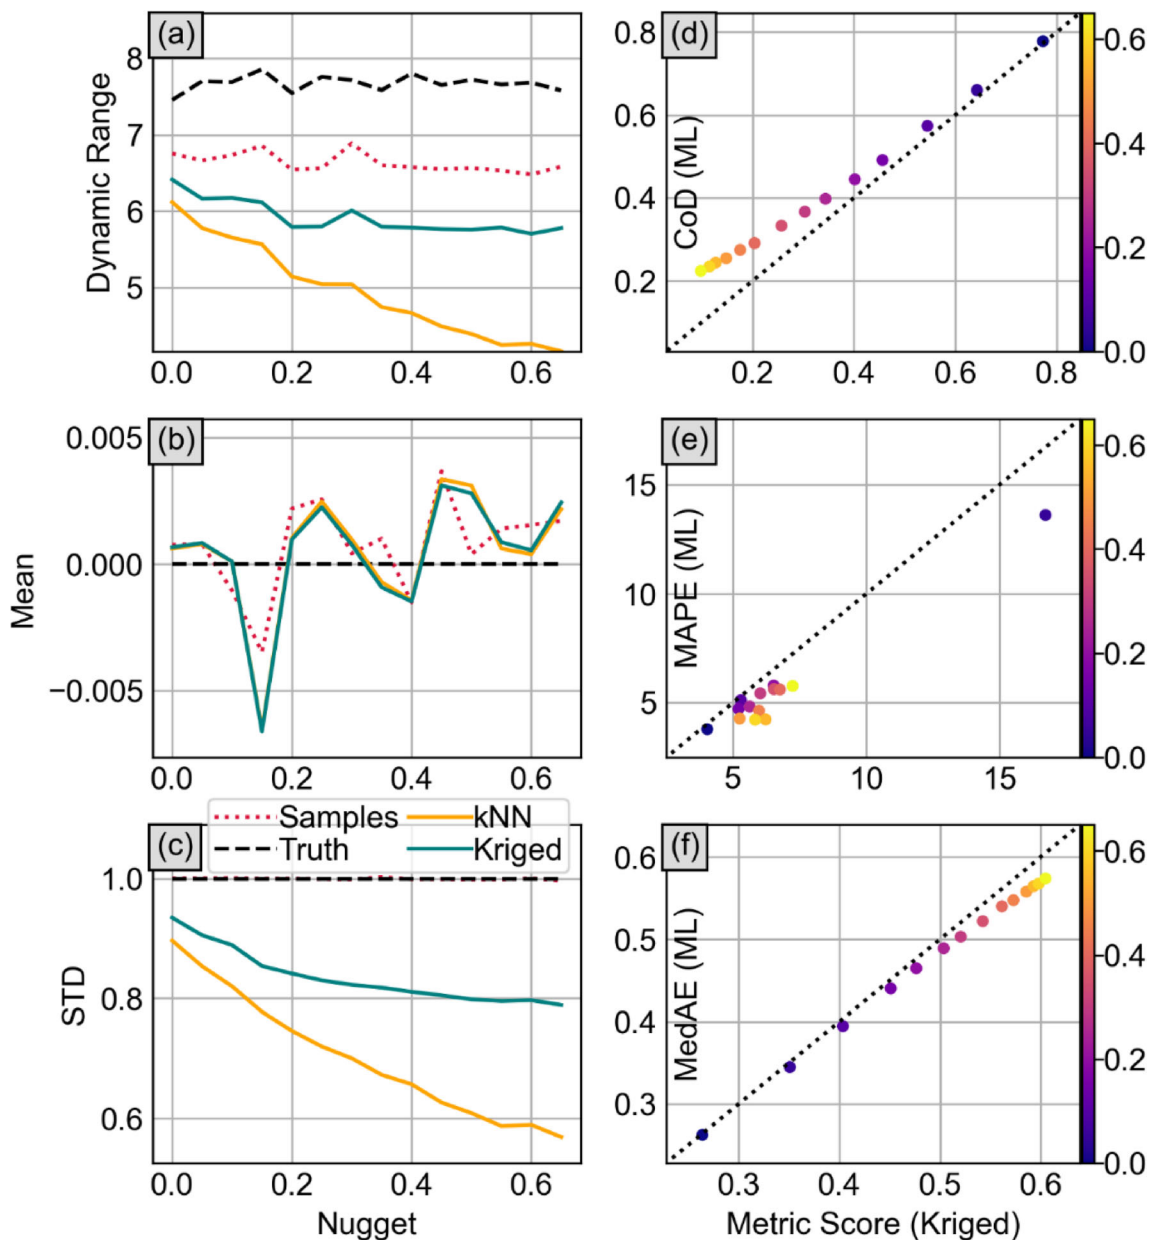 (a)
Dynamic Range
8
7
6
5
0.0 0.2 0.4 0.6
(b)
Mean
0.005
0.000
−0.005
0.0 0.2 0.4 0.6
Samples kNN
Truth Kriged
(c)
STD
1.0
0.8
0.6
0.0 0.2 0.4 0.6
Nugget
(d)
CoD (ML)
0.8
0.6
0.4
0.2
0.2 0.4 0.6 0.8
0.6
0.4
0.2
0.0
(e)
MAPE (ML)
15
10
5
5 10 15
0.6
0.4
0.2
0.0
(f)
MedAE (ML)
0.6
0.5
0.4
0.3
0.3 0.4 0.5 0.6
0.6
0.4
0.2
0.0
Metric Score (Kriged)